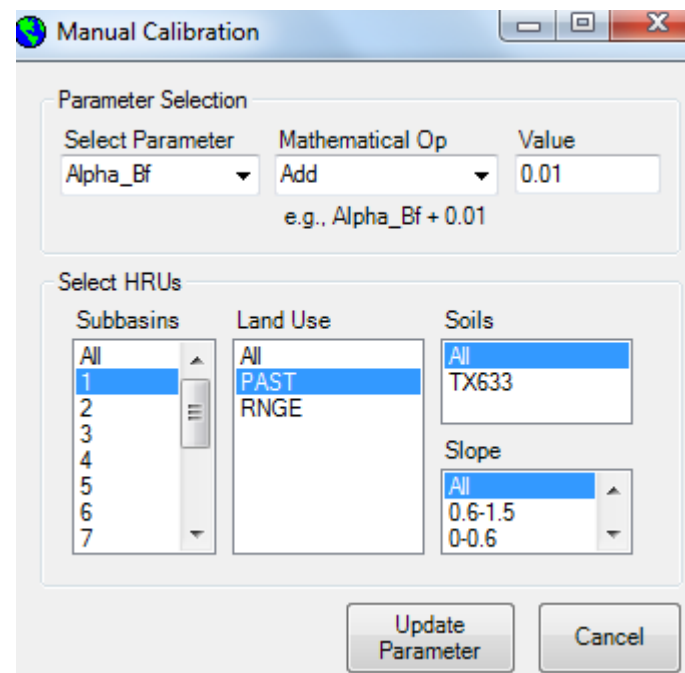 Manual Calibration
Parameter Selection
Select Parameter Mathematical Op Value
Alpha_Bf Add 0.01
e.g., Alpha_Bf + 0.01
Select HRUs
Subbasins Land Use Soils
All All All
1 PAST TX633
2 RNGE
3
4 Slope
5 All
6 0.6-1.5
7 0-0.6
Update Parameter Cancel